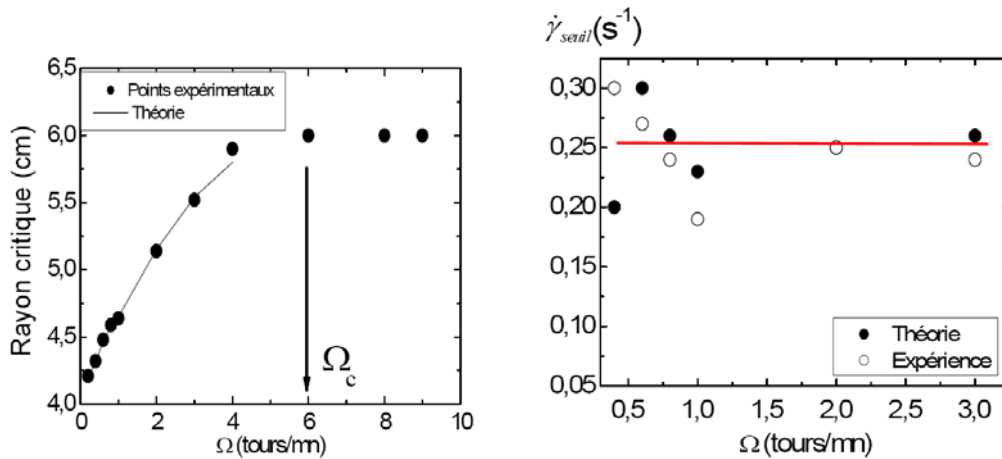 6,5
6,0
5,5
5,0
4,5
4,0
Rayon critique (cm)
Points expérimentaux
Théorie
Ω_c
0 2 4 6 8 10
Ω(tours/mn)
γ̇_seuil(s⁻¹)
0,30
0,25
0,20
0,15
0,10
0,05
Théorie
Expérience
0,5 1,0 1,5 2,0 2,5 3,0
Ω(tours/mn)